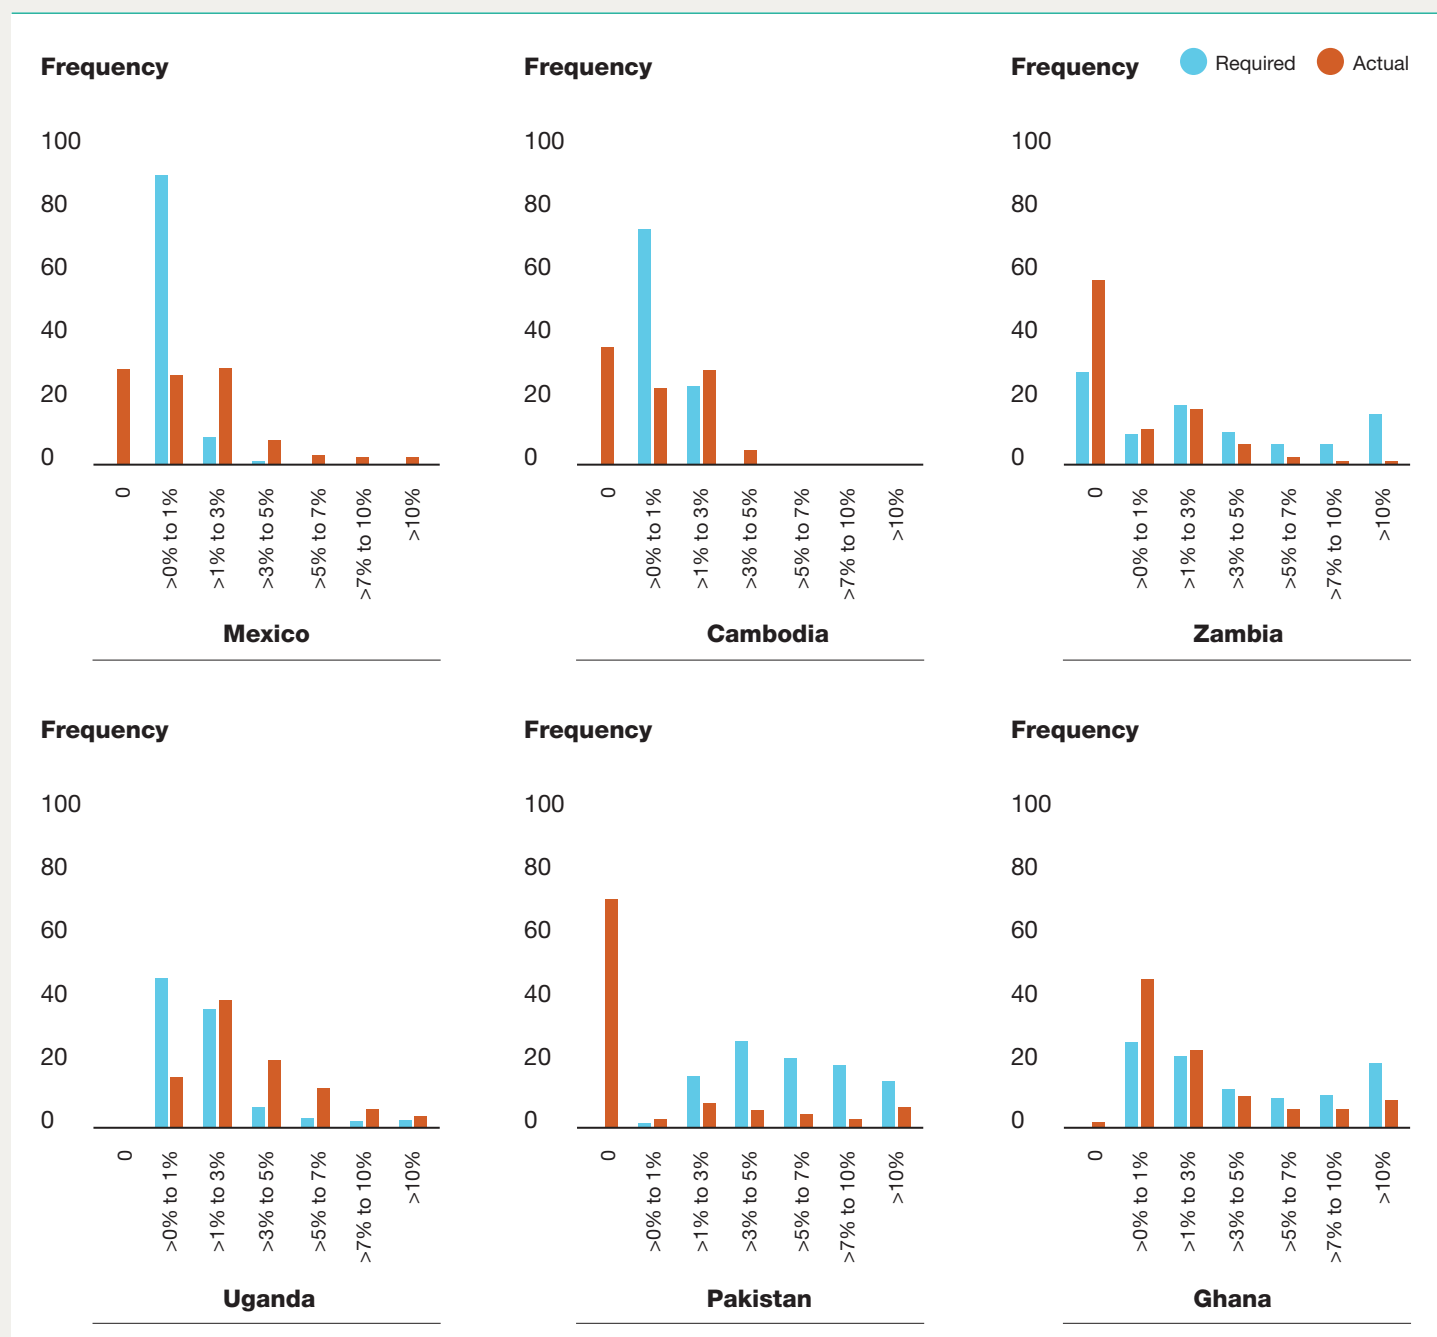 Frequency
100
80
60
40
20
0
0
>0% to 1%
>1% to 3%
>3% to 5%
>5% to 7%
>7% to 10%
>10%
Mexico
Frequency
100
80
60
40
20
0
0
>0% to 1%
>1% to 3%
>3% to 5%
>5% to 7%
>7% to 10%
>10%
Cambodia
Frequency
Required
Actual
100
80
60
40
20
0
0
>0% to 1%
>1% to 3%
>3% to 5%
>5% to 7%
>7% to 10%
>10%
Zambia
Frequency
100
80
60
40
20
0
0
>0% to 1%
>1% to 3%
>3% to 5%
>5% to 7%
>7% to 10%
>10%
Uganda
Frequency
100
80
60
40
20
0
0
>0% to 1%
>1% to 3%
>3% to 5%
>5% to 7%
>7% to 10%
>10%
Pakistan
Frequency
100
80
60
40
20
0
0
>0% to 1%
>1% to 3%
>3% to 5%
>5% to 7%
>7% to 10%
>10%
Ghana